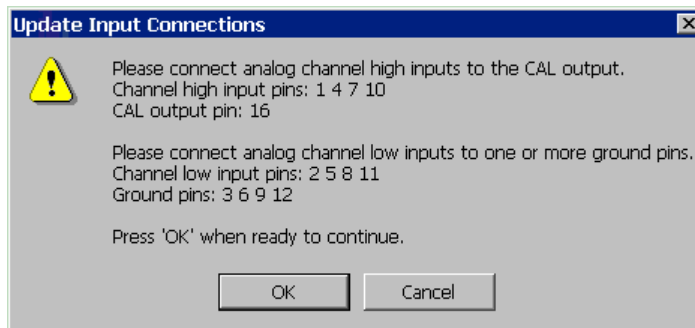 Update Input Connections
Please connect analog channel high inputs to the CAL output.
Channel high input pins: 1 4 7 10
CAL output pin: 16
Please connect analog channel low inputs to one or more ground pins.
Channel low input pins: 2 5 8 11
Ground pins: 3 6 9 12
Press 'OK' when ready to continue.
OK
Cancel